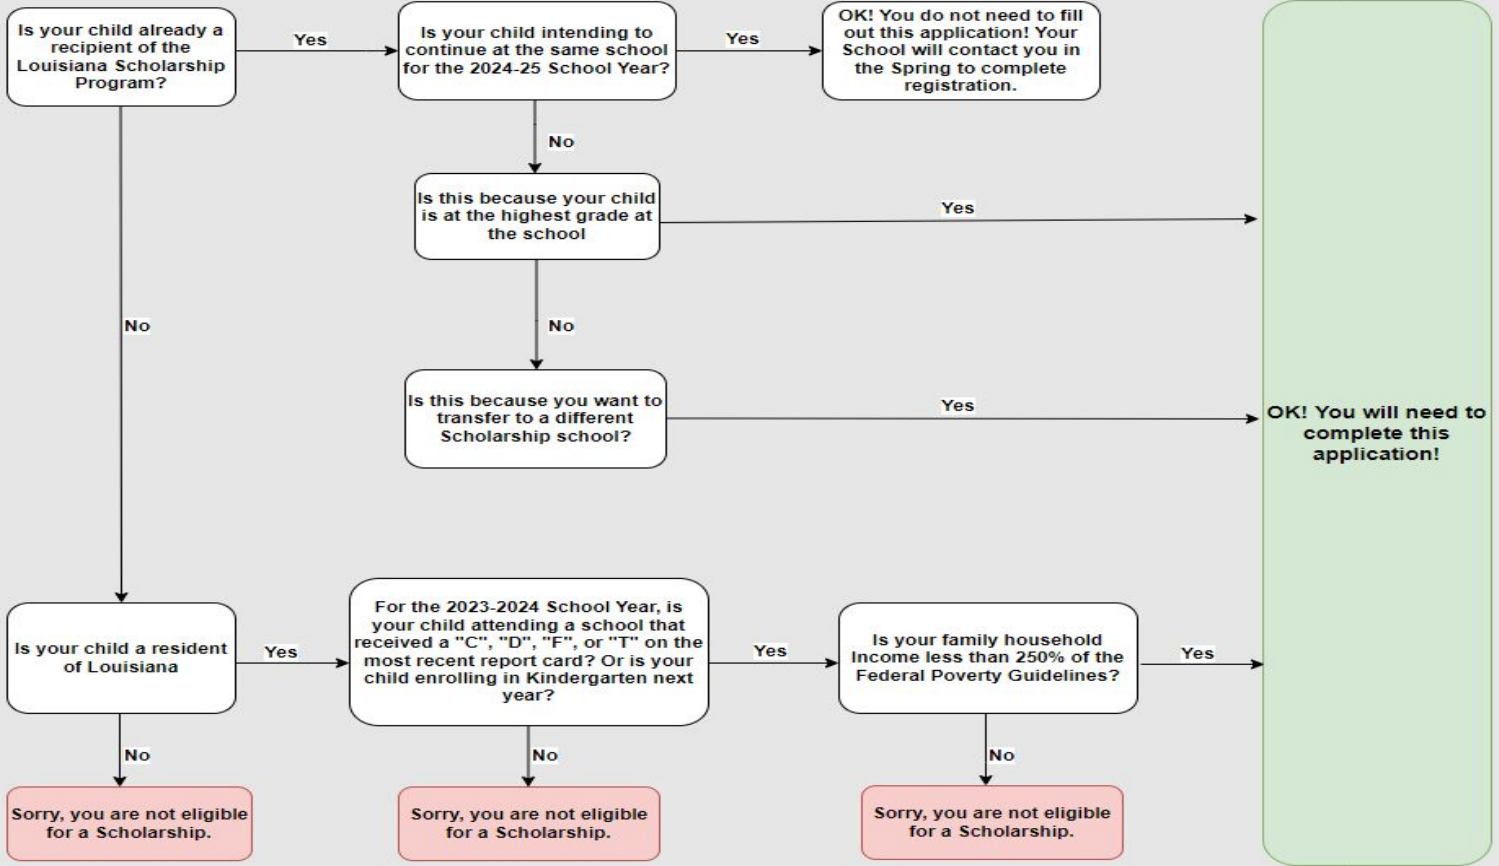 Is your child already a
recipient of the
Louisiana Scholarship
Program?
Yes
Is your child intending to
continue at the same school
for the 2024-25 School Year?
Yes
OK! You do not need to fill
out this application! Your
School will contact you in
the Spring to complete
registration.
No
Is this because your child
is at the highest grade at
the school
Yes
No
No
Is this because you want to
transfer to a different
Scholarship school?
Yes
OK! You will need to
complete this
application!
Is your child a resident
of Louisiana
Yes
For the 2023-2024 School Year, is
your child attending a school that
received a "C", "D", "F", or "T" on the
most recent report card? Or is your
child enrolling in Kindergarten next
year?
Yes
Is your family household
Income less than 250% of the
Federal Poverty Guidelines?
Yes
No
No
No
Sorry, you are not eligible
for a Scholarship.
Sorry, you are not eligible
for a Scholarship.
Sorry, you are not eligible
for a Scholarship.